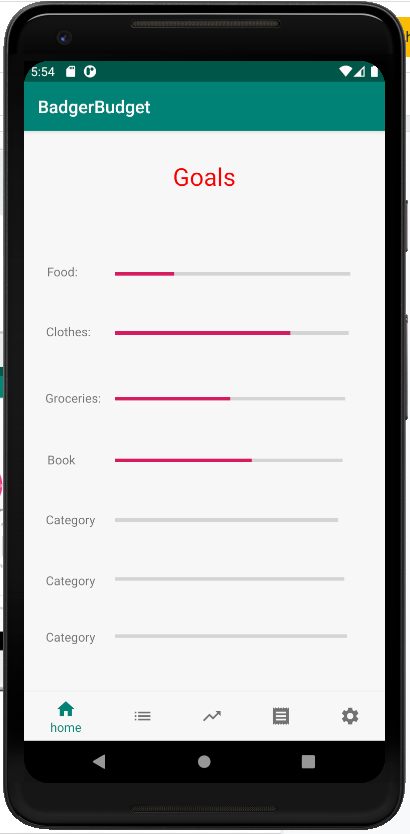 5:54
BadgerBudget
Goals
Food:
Clothes:
Groceries:
Book
Category
Category
Category
home